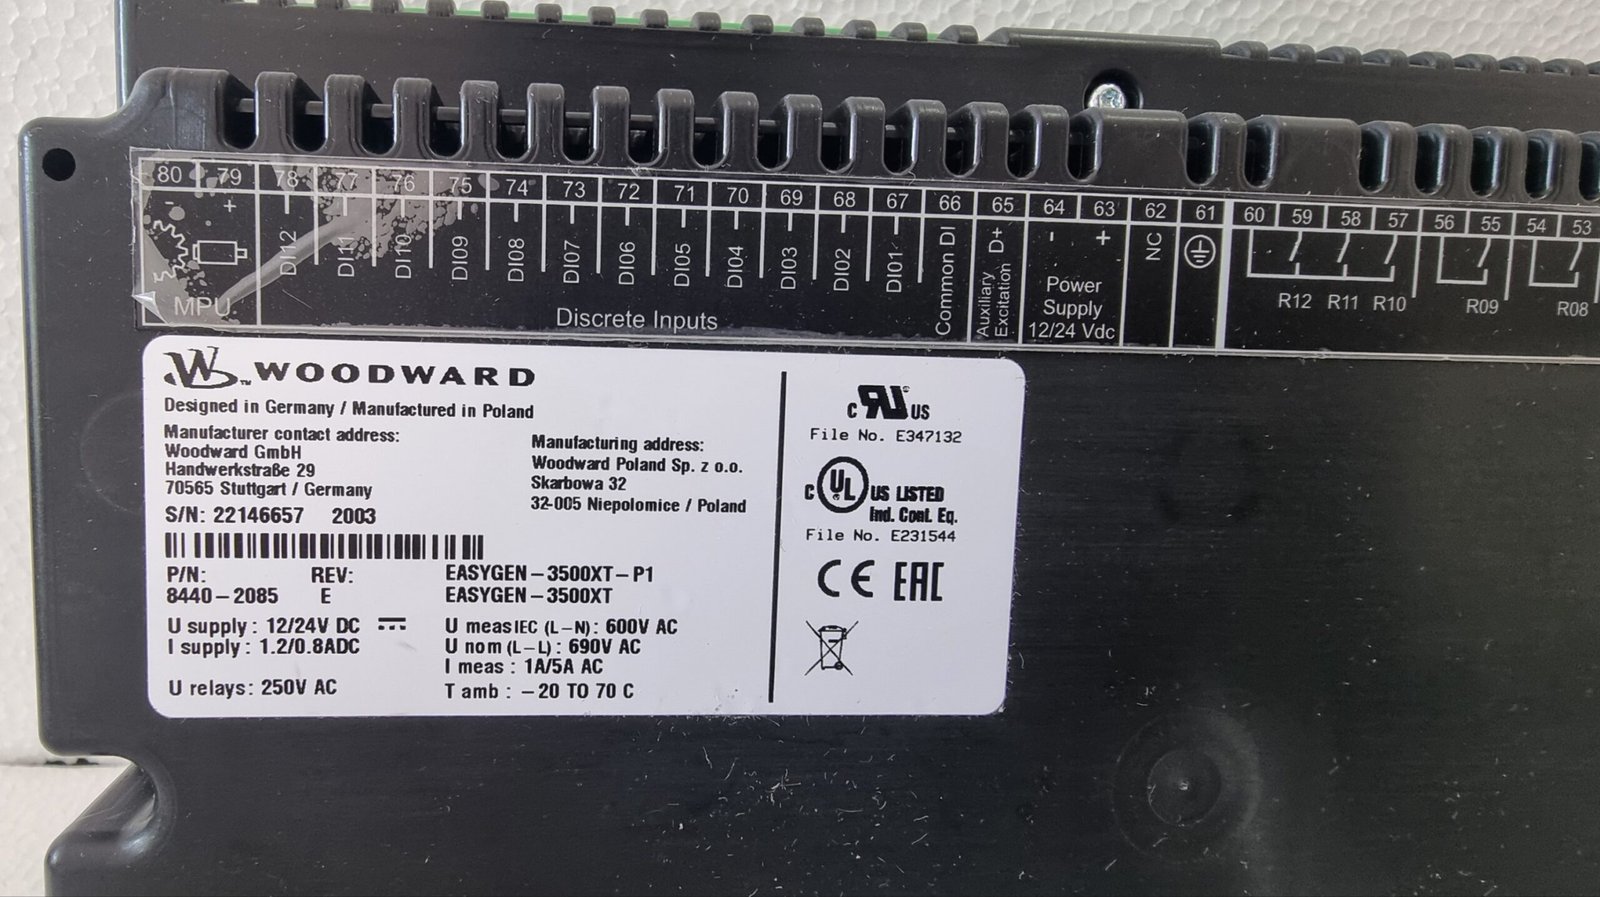 80 79 78 77 76 75 74 73 72 71 70 69 68 67 66 65 64 63 62 61 60 59 58 57 56 55 54 53
- + DI12 DI11 DI10 DI09 DI08 DI07 DI06 DI05 DI04 DI03 DI02 DI01 Common DI Auxiliary Excitation D+ - + NC
MPU
Discrete Inputs
Power
Supply
12/24 Vdc
R12 R11 R10 R09 R08
W™ WOODWARD
Designed in Germany / Manufactured in Poland
Manufacturer contact address:
Woodward GmbH
Handwerkstraße 29
70565 Stuttgart / Germany
Manufacturing address:
Woodward Poland Sp. z o.o.
Skarbowa 32
32-005 Niepolomice / Poland
S/N: 22146657 2003
P/N: REV: EASYGEN-3500XT-P1
8440-2085 E EASYGEN-3500XT
U supply: 12/24V DC
I supply: 1.2/0.8ADC
U relays: 250V AC
U meas IEC (L-N): 600V AC
U nom (L-L): 690V AC
I meas: 1A/5A AC
T amb: -20 TO 70 C
c RU® US
File No. E347132
c UL® US LISTED
Ind. Cont. Eq.
File No. E231544
CE EAC